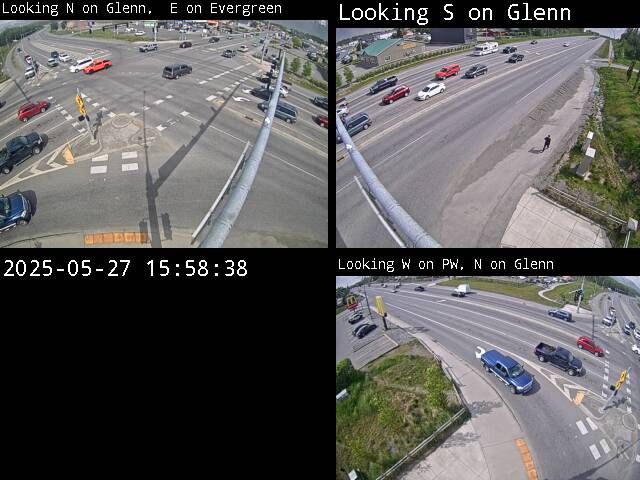 Looking N on Glenn,  E on Evergreen
Looking S on Glenn
2025-05-27 15:58:38
Looking W on PW, N on Glenn